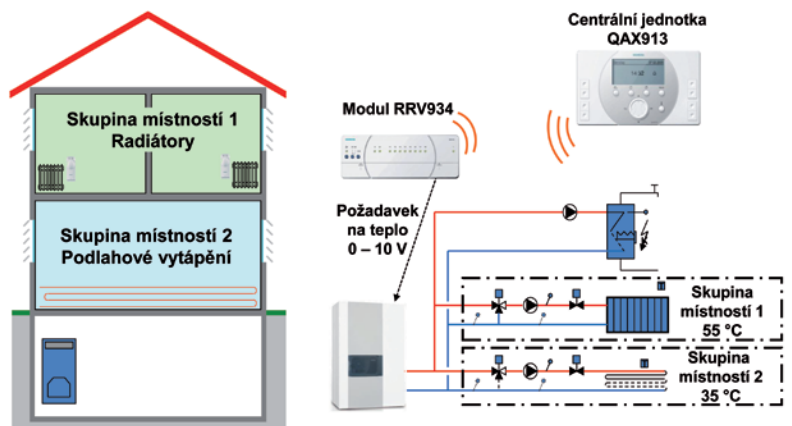 Centrální jednotka
QAX913
Modul RRV934
Skupina místností 1
Radiátory
Skupina místností 2
Podlahové vytápění
Požadavek
na teplo
0 – 10 V
Skupina
místností 1
55 °C
Skupina
místností 2
35 °C